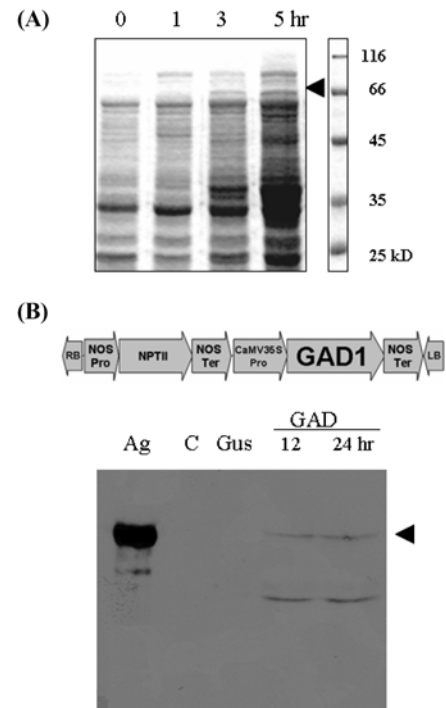 (A)
0 1 3 5 hr
116
66
45
35
25 kD
(B)
RB NOS Pro NPTII NOS Ter CaMV35S Pro GAD1 NOS Ter LB
GAD
Ag C Gus 12 24 hr